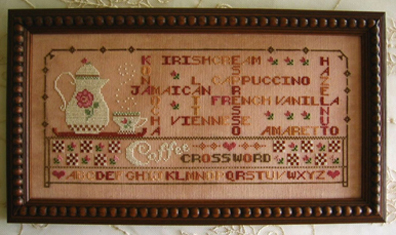 IRISH CREAM
CAPPUCCINO
JAMAICAN
FRENCH VANILLA
VIENNESE
AMARETTO
KONA
MOCHA
LATTE
ESPRESSO
HAZELNUT
Coffee
CROSSWORD
ABCDEFGHIJKLMNOPQRSTUVWXYZ